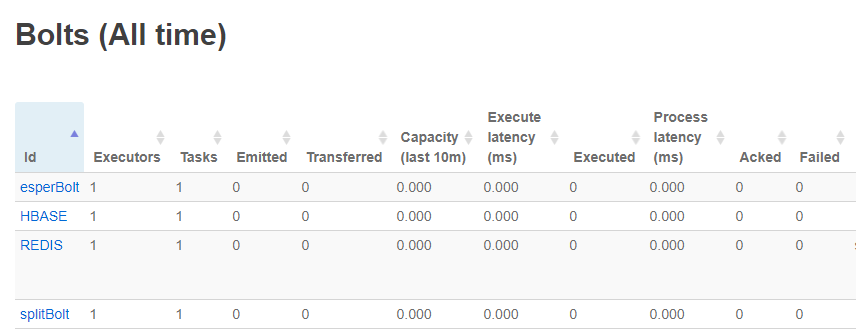 Bolts (All time)
Id Executors Tasks Emitted Transferred Capacity (last 10m) Execute latency (ms) Executed Process latency (ms) Acked Failed
esperBolt 1 1 0 0 0.000 0.000 0 0.000 0 0
HBASE 1 1 0 0 0.000 0.000 0 0.000 0 0
REDIS 1 1 0 0 0.000 0.000 0 0.000 0 0
splitBolt 1 1 0 0 0.000 0.000 0 0.000 0 0